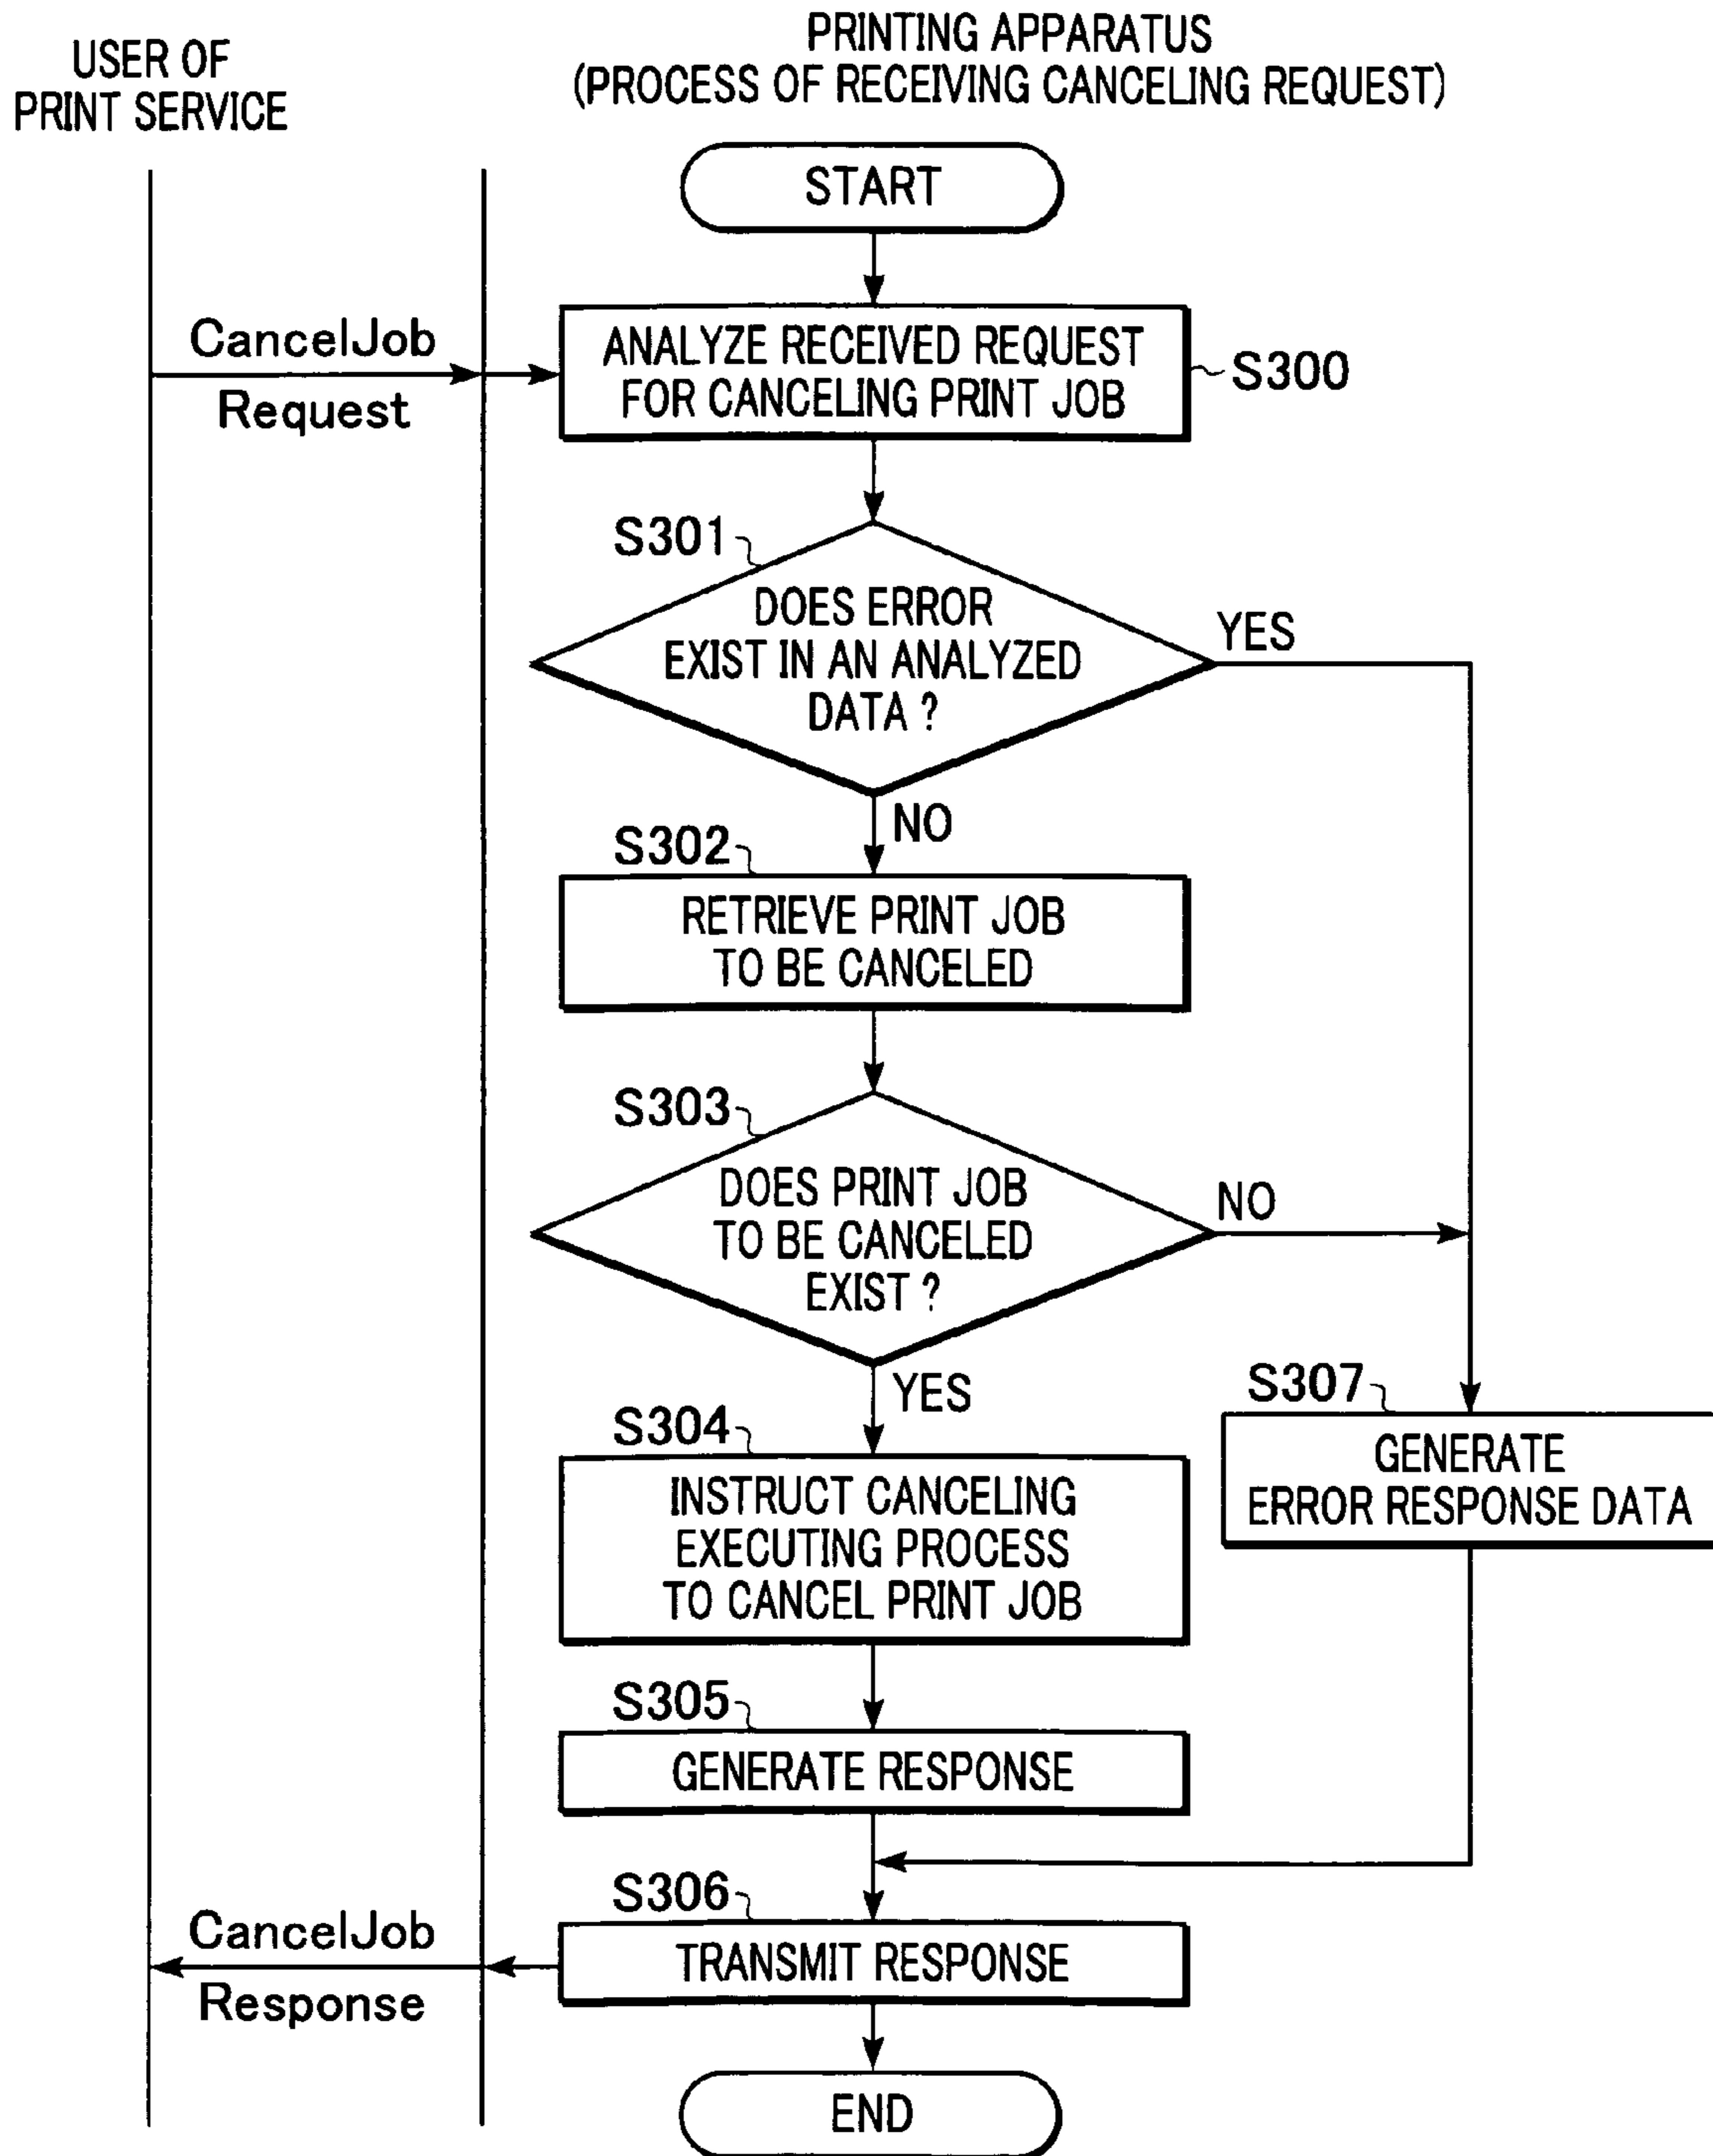 USER OF
PRINT SERVICE
PRINTING APPARATUS
(PROCESS OF RECEIVING CANCELING REQUEST)
START
CancelJob
Request
ANALYZE RECEIVED REQUEST
FOR CANCELING PRINT JOB
S300
S301
DOES ERROR
EXIST IN AN ANALYZED
DATA ?
YES
NO
S302
RETRIEVE PRINT JOB
TO BE CANCELED
S303
DOES PRINT JOB
TO BE CANCELED
EXIST ?
NO
YES
S304
INSTRUCT CANCELING
EXECUTING PROCESS
TO CANCEL PRINT JOB
S307
GENERATE
ERROR RESPONSE DATA
S305
GENERATE RESPONSE
S306
TRANSMIT RESPONSE
CancelJob
Response
END